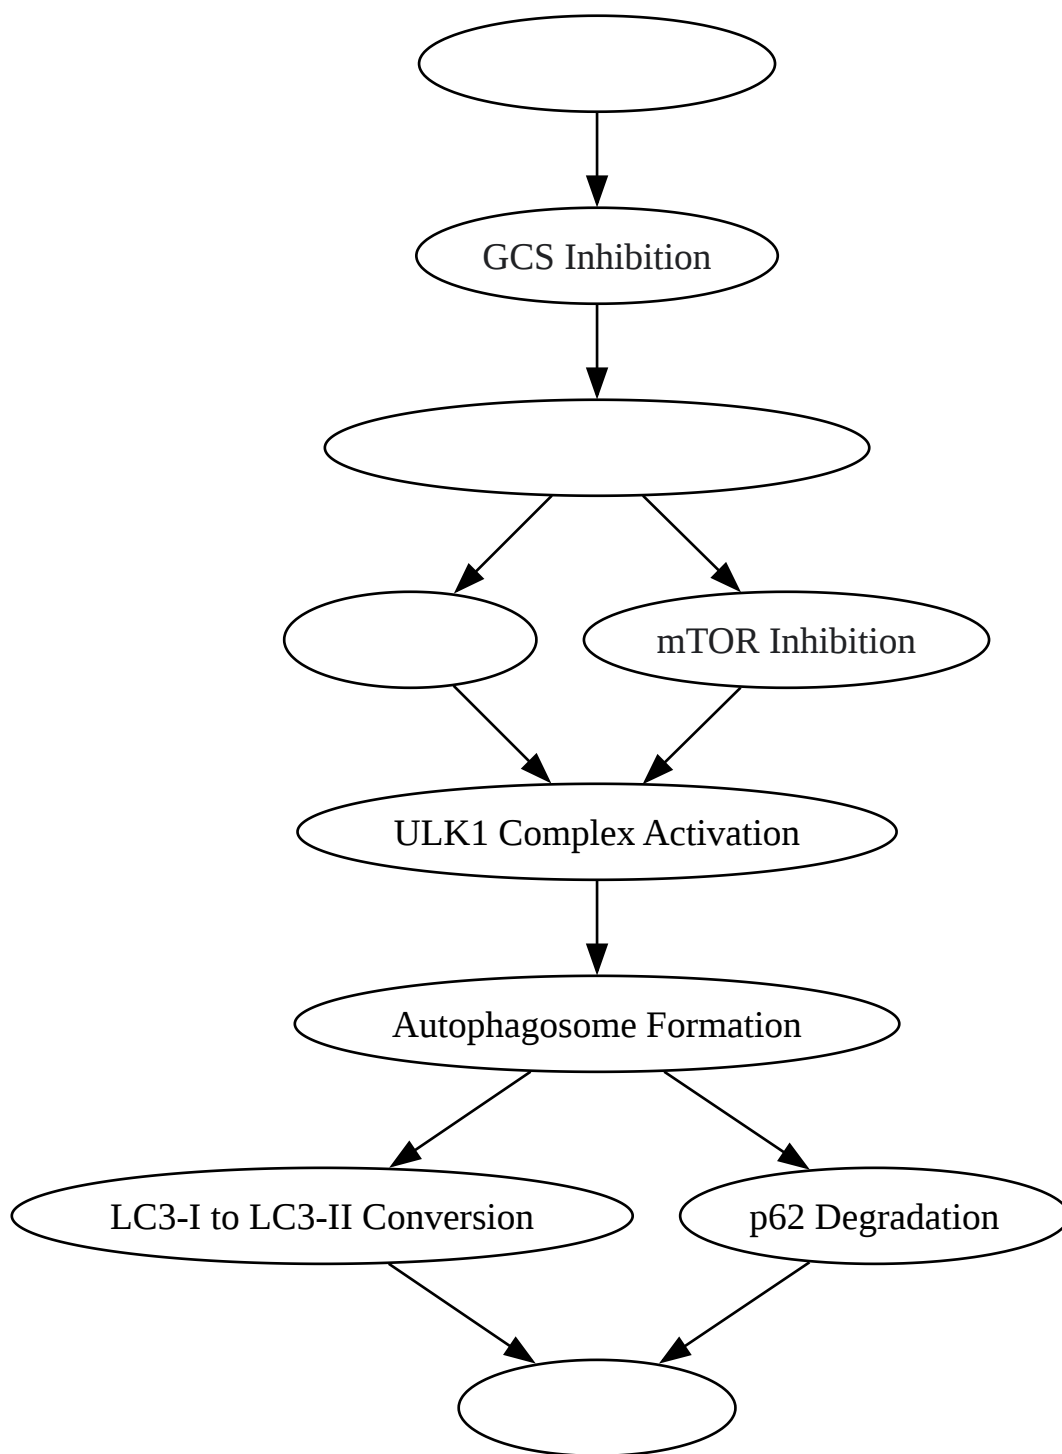 GCS Inhibition
mTOR Inhibition
ULK1 Complex Activation
Autophagosome Formation
LC3-I to LC3-II Conversion
p62 Degradation